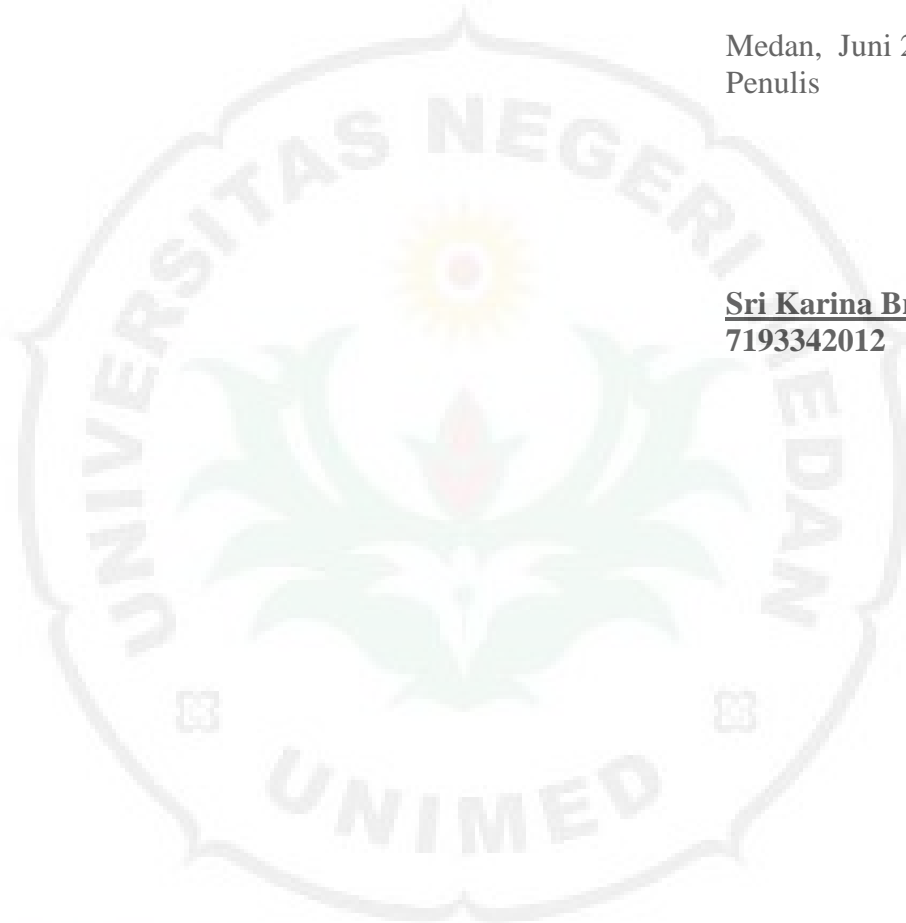 Medan, Juni 2
Penulis
Sri Karina Br
7193342012
UNIVERSITAS NEGERI MEDAN
UNIMED